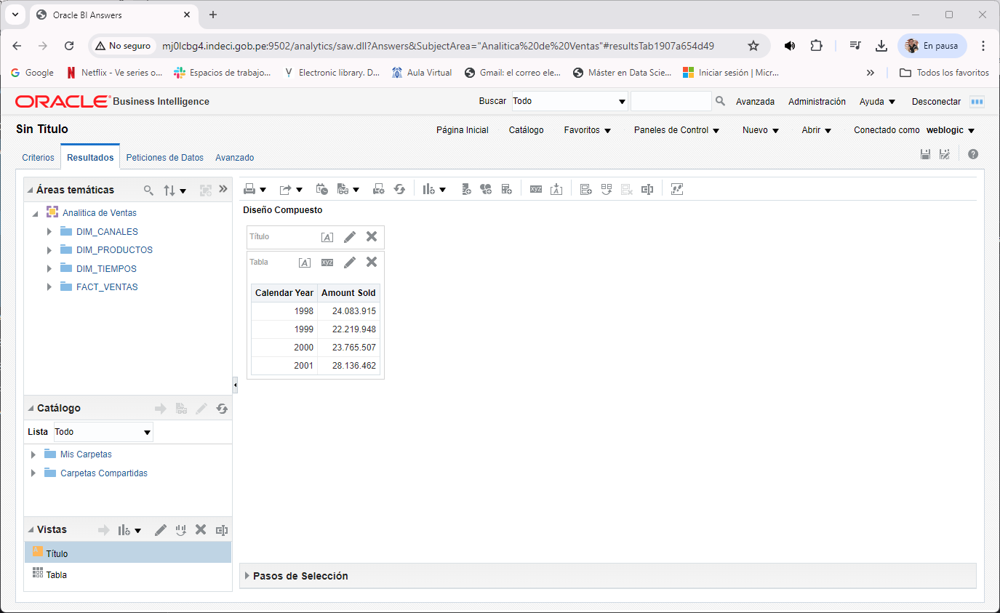 Oracle BI Answers
No seguro
mj0lcbg4.indeci.gob.pe:9502/analytics/saw.dll?Answers&SubjectArea="Analitica%20de%20Ventas"#resultsTab1907a654d49
En pausa
Google
Netflix - Ve series o...
Espacios de trabajo...
Electronic library. D...
Aula Virtual
Gmail: el correo ele...
Máster en Data Scie...
Iniciar sesión | Micr...
Todos los favoritos
ORACLE Business Intelligence
Buscar Todo
Avanzada
Administración
Ayuda
Desconectar
Sin Título
Página Inicial
Catálogo
Favoritos
Paneles de Control
Nuevo
Abrir
Conectado como weblogic
Criterios
Resultados
Peticiones de Datos
Avanzado
Áreas temáticas
Analitica de Ventas
DIM_CANALES
DIM_PRODUCTOS
DIM_TIEMPOS
FACT_VENTAS
Catálogo
Lista Todo
Mis Carpetas
Carpetas Compartidas
Vistas
Título
Tabla
xyz
Diseño Compuesto
Título
Tabla
xyz
Calendar Year Amount Sold
1998 24.083.915
1999 22.219.948
2000 23.765.507
2001 28.136.462
Pasos de Selección